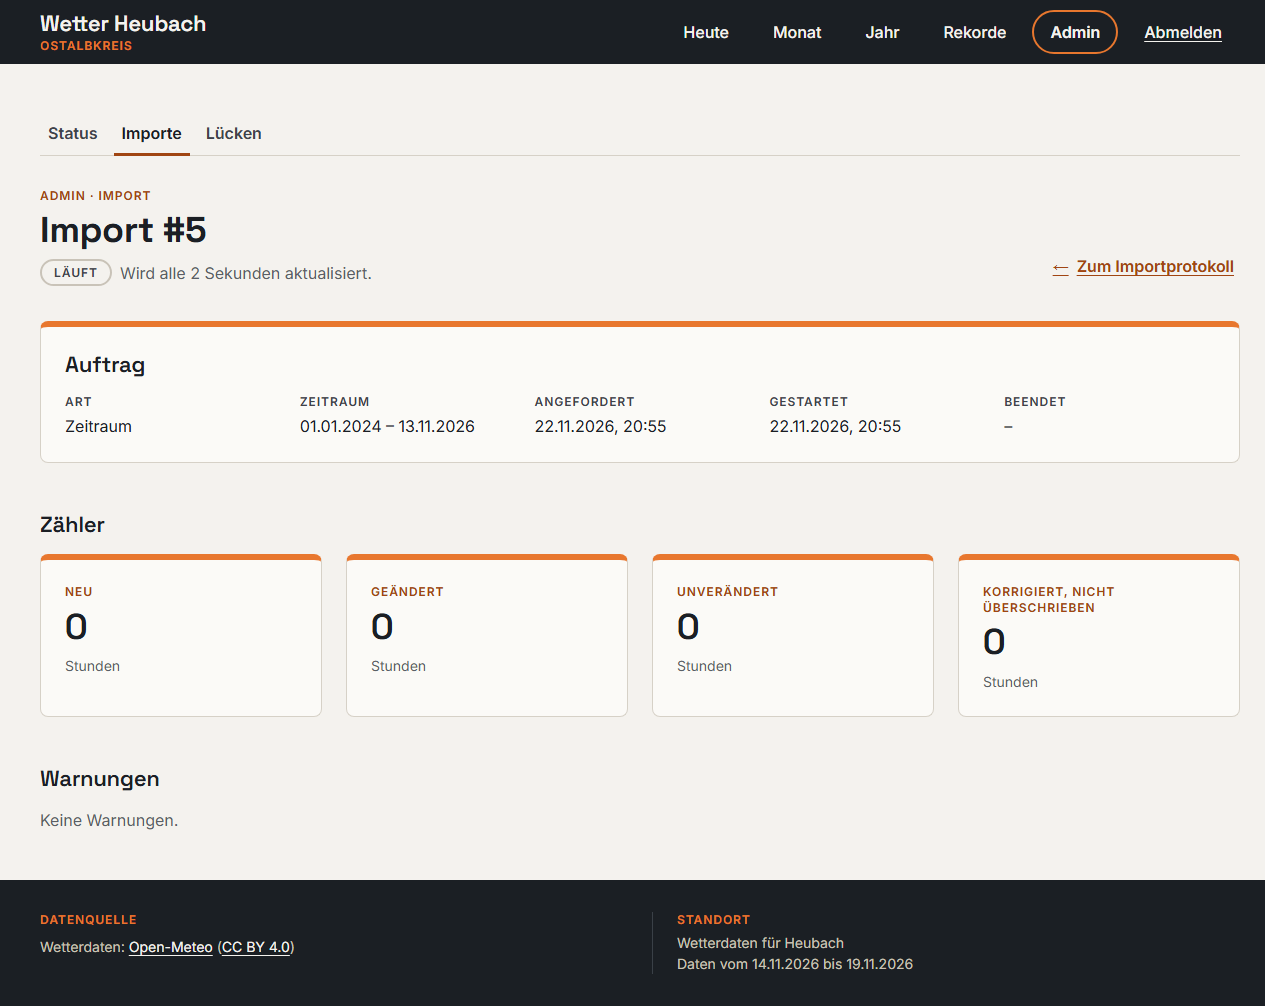 Wetter Heubach
OSTALBKREIS
Heute Monat Jahr Rekorde Admin Abmelden
Status Importe Lücken
ADMIN · IMPORT
Import #5
LÄUFT Wird alle 2 Sekunden aktualisiert.
← Zum Importprotokoll
Auftrag
ART ZEITRAUM ANGEFORDERT GESTARTET BEENDET
Zeitraum 01.01.2024 – 13.11.2026 22.11.2026, 20:55 22.11.2026, 20:55 –
Zähler
NEU
0
Stunden
GEÄNDERT
0
Stunden
UNVERÄNDERT
0
Stunden
KORRIGIERT, NICHT
ÜBERSCHRIEBEN
0
Stunden
Warnungen
Keine Warnungen.
DATENQUELLE
Wetterdaten: Open-Meteo (CC BY 4.0)
STANDORT
Wetterdaten für Heubach
Daten vom 14.11.2026 bis 19.11.2026